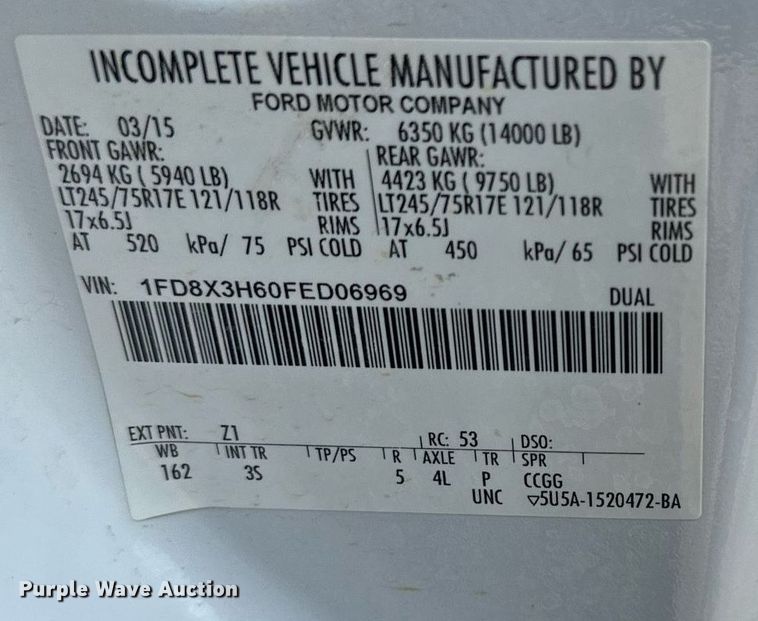 INCOMPLETE VEHICLE MANUFACTURED BY
FORD MOTOR COMPANY
DATE: 03/15 GVWR: 6350 KG (14000 LB)
FRONT GAWR: REAR GAWR:
2694 KG ( 5940 LB) WITH 4423 KG ( 9750 LB) WITH
LT245/75R17E 121/118R TIRES LT245/75R17E 121/118R TIRES
17x6.5J RIMS 17x6.5J RIMS
AT 520 kPa/ 75 PSI COLD AT 450 kPa/ 65 PSI COLD
VIN: 1FD8X3H60FED06969 DUAL
EXT PNT: Z1 RC: 53 DSO:
WB INT TR TP/PS R AXLE TR SPR
162 3S 5 4L P CCGG
UNC ▽5U5A-1520472-BA
Purple Wave Auction